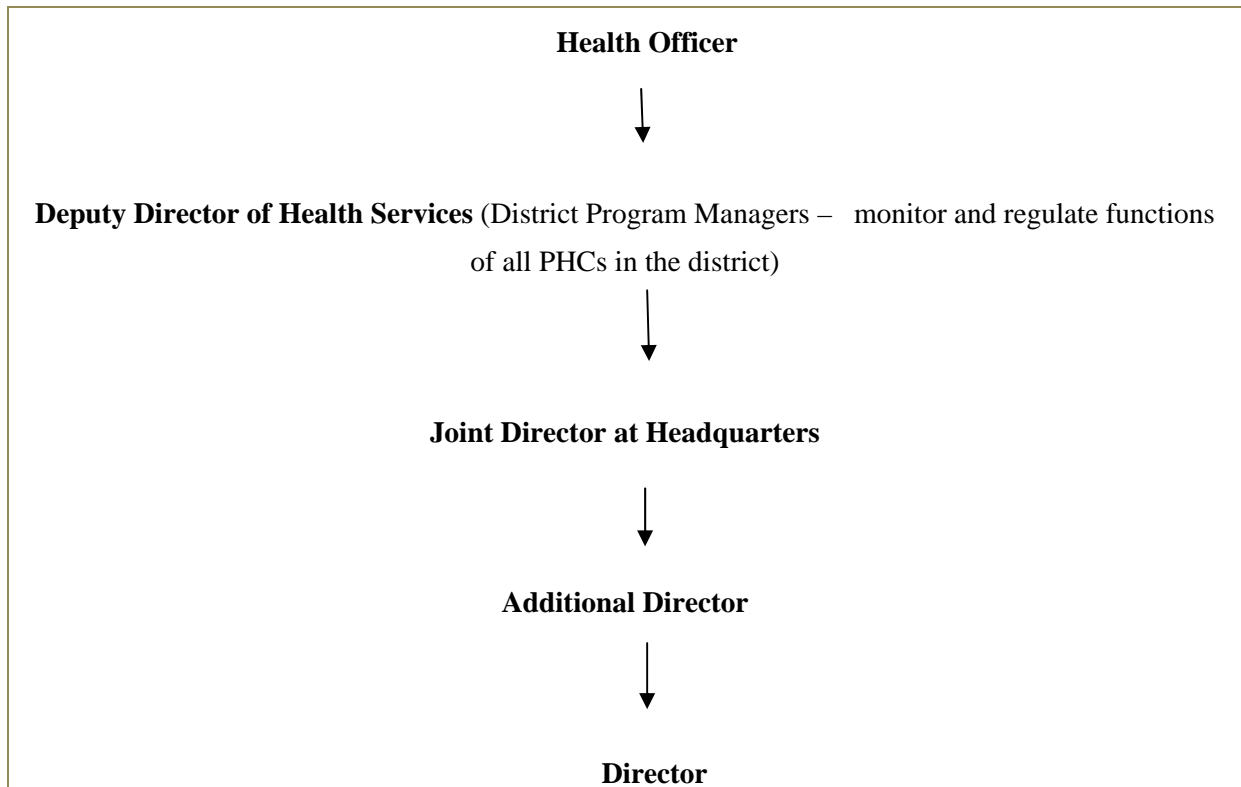 Health Officer
Deputy Director of Health Services (District Program Managers – monitor and regulate functions
of all PHCs in the district)
Joint Director at Headquarters
Additional Director
Director